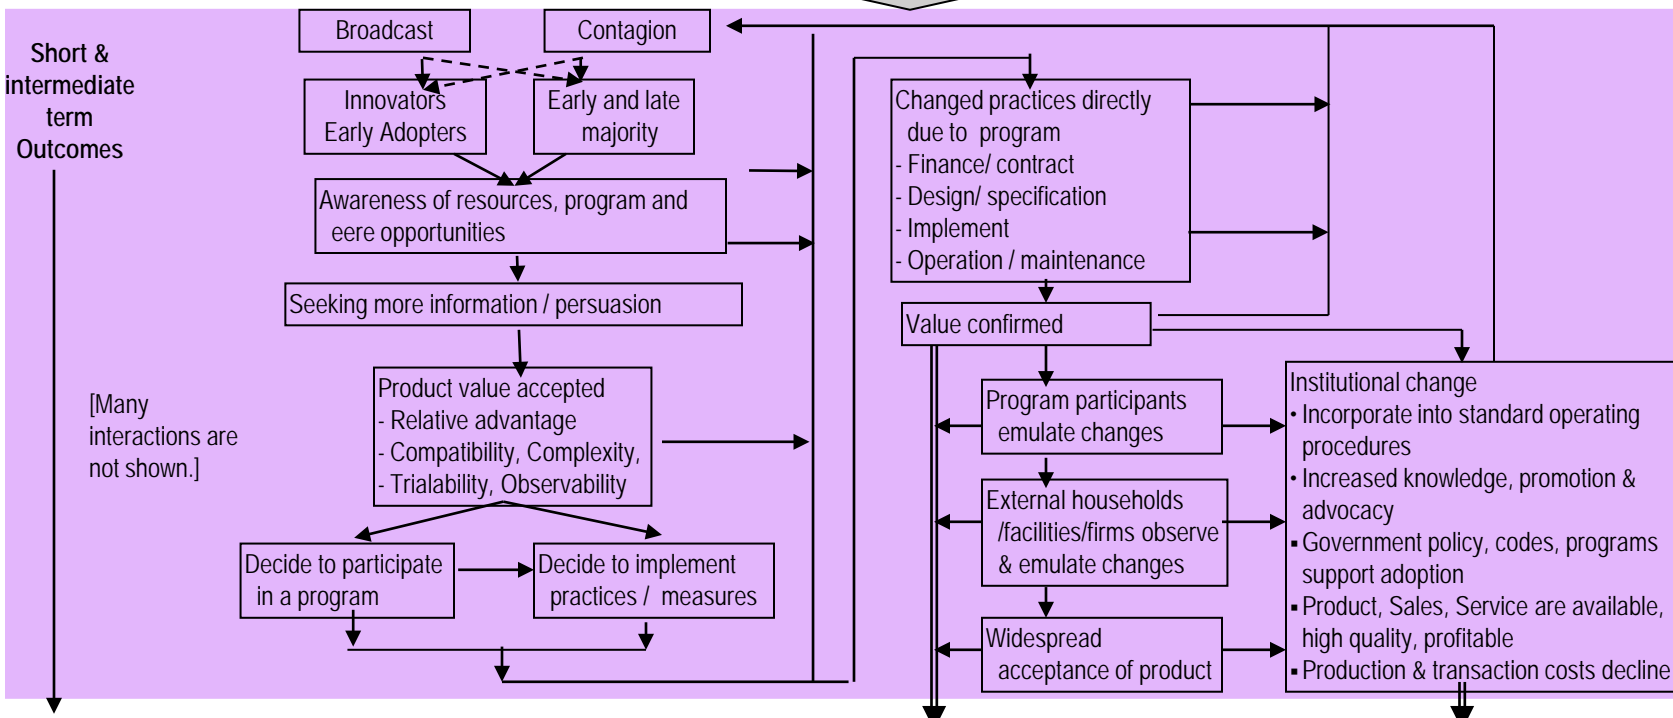 Short &
intermediate
term
Outcomes
[Many
interactions are
not shown.]
Broadcast
Contagion
Innovators
Early Adopters
Early and late
majority
Awareness of resources, program and
eere opportunities
Seeking more information / persuasion
Product value accepted
- Relative advantage
- Compatibility, Complexity,
- Trialability, Observability
Decide to participate
in a program
Decide to implement
practices / measures
Changed practices directly
due to program
- Finance/ contract
- Design/ specification
- Implement
- Operation / maintenance
Value confirmed
Program participants
emulate changes
External households
/facilities/firms observe
& emulate changes
Widespread
acceptance of product
Institutional change
• Incorporate into standard operating
procedures
• Increased knowledge, promotion &
advocacy
▪ Government policy, codes, programs
support adoption
▪ Product, Sales, Service are available,
high quality, profitable
▪ Production & transaction costs decline